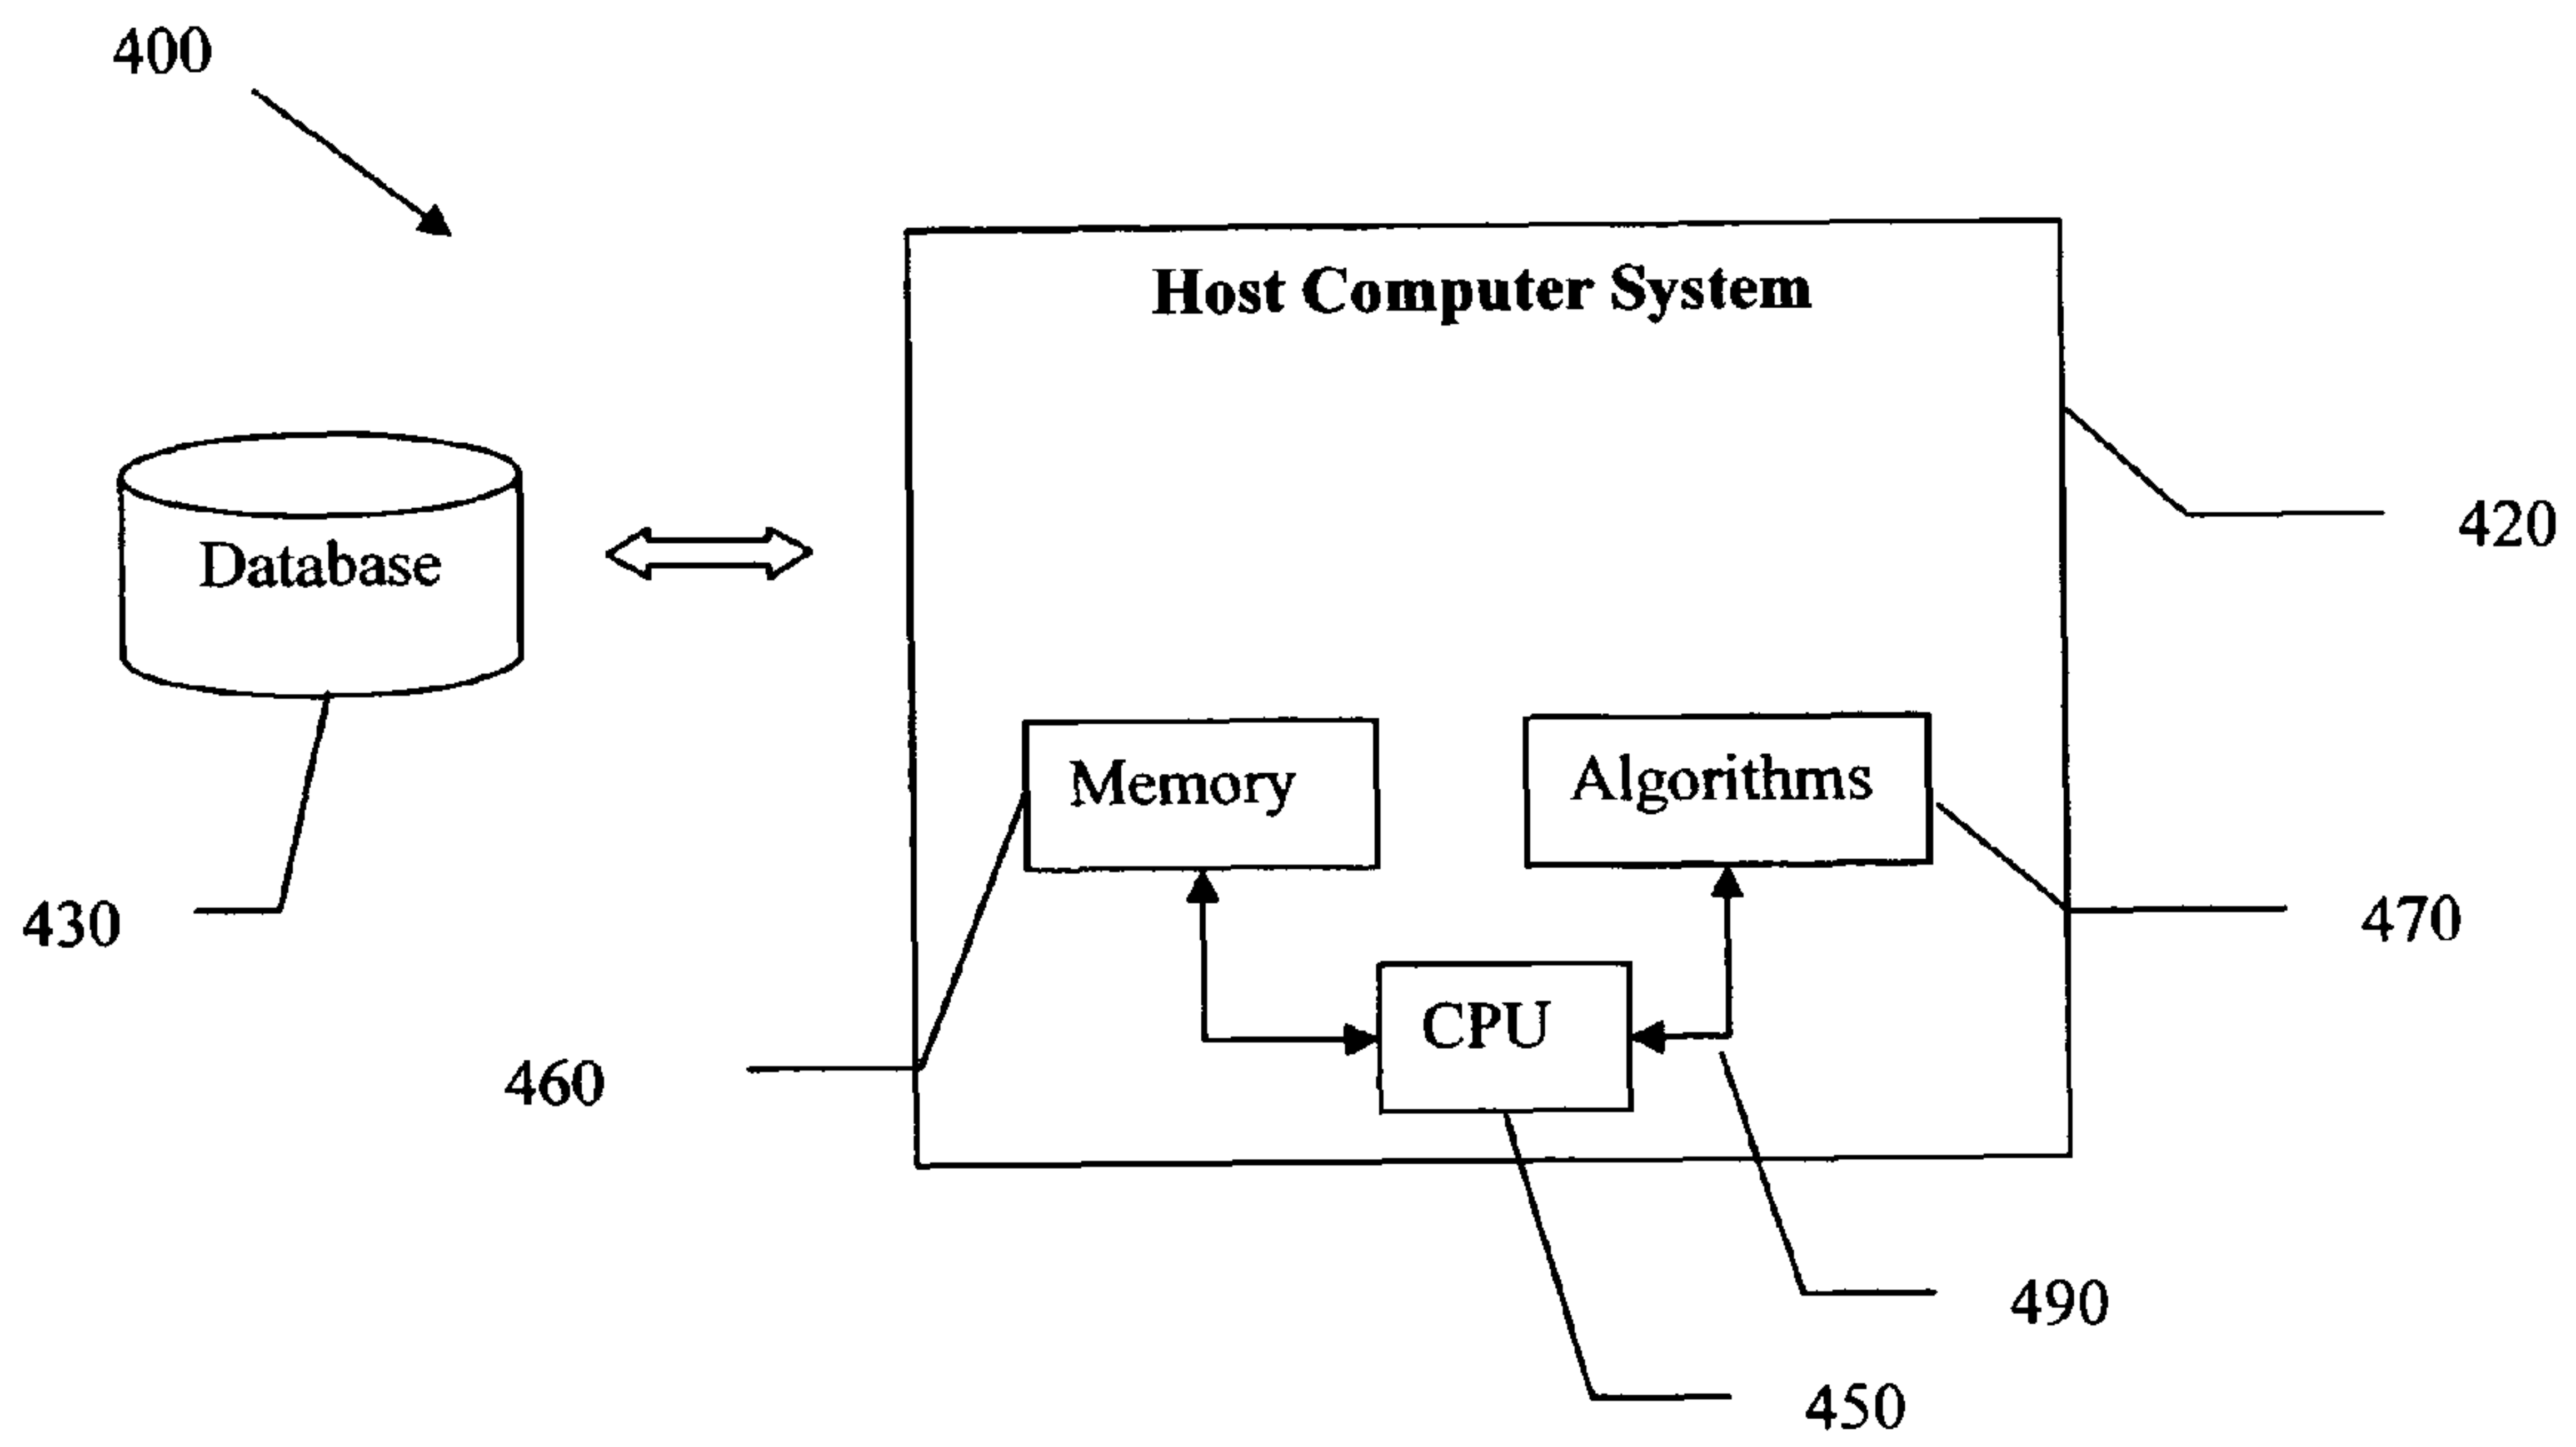 400
Host Computer System
420
Database
Memory
Algorithms
430
470
CPU
460
490
450